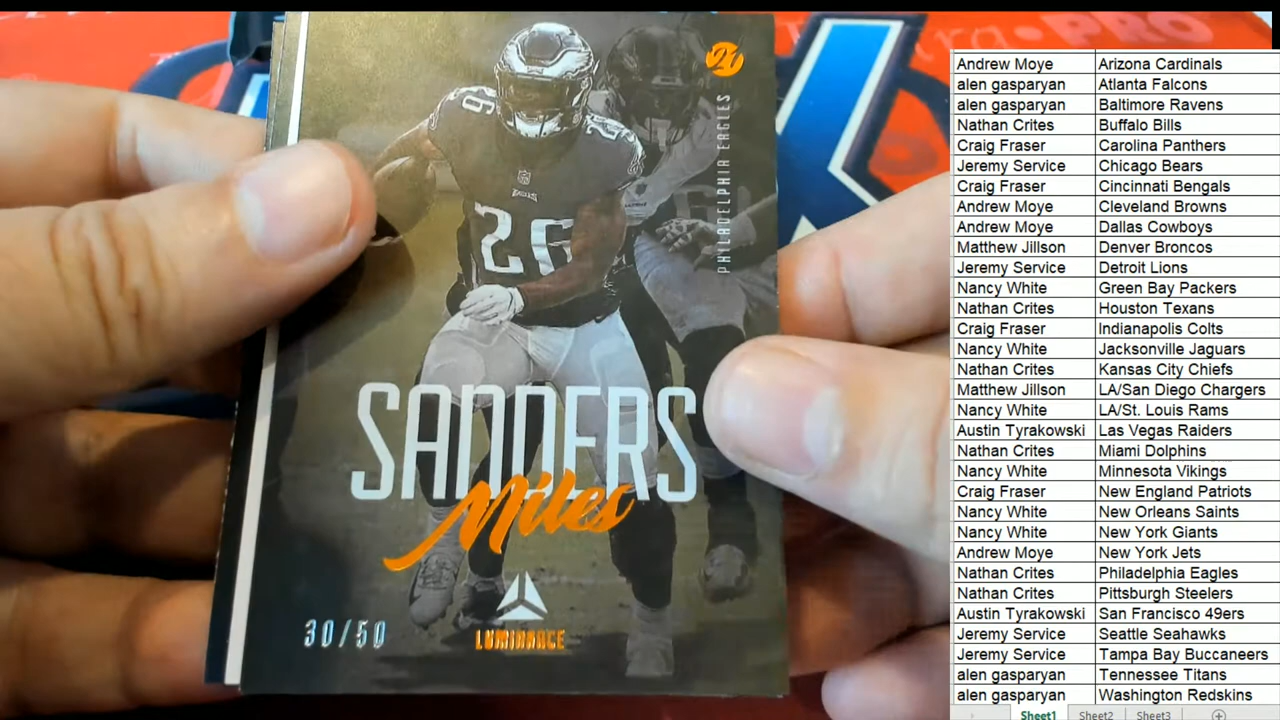 PRO
21
PHILADELPHIA EAGLES
26
26
EAGLES
26
SANDERS
Miles
30/50
LUMINANCE
Andrew Moye Arizona Cardinals
alen gasparyan Atlanta Falcons
alen gasparyan Baltimore Ravens
Nathan Crites Buffalo Bills
Craig Fraser Carolina Panthers
Jeremy Service Chicago Bears
Craig Fraser Cincinnati Bengals
Andrew Moye Cleveland Browns
Andrew Moye Dallas Cowboys
Matthew Jillson Denver Broncos
Jeremy Service Detroit Lions
Nancy White Green Bay Packers
Nathan Crites Houston Texans
Craig Fraser Indianapolis Colts
Nancy White Jacksonville Jaguars
Nathan Crites Kansas City Chiefs
Matthew Jillson LA/San Diego Chargers
Nancy White LA/St. Louis Rams
Austin Tyrakowski Las Vegas Raiders
Nathan Crites Miami Dolphins
Nancy White Minnesota Vikings
Craig Fraser New England Patriots
Nancy White New Orleans Saints
Nancy White New York Giants
Andrew Moye New York Jets
Nathan Crites Philadelphia Eagles
Nathan Crites Pittsburgh Steelers
Austin Tyrakowski San Francisco 49ers
Jeremy Service Seattle Seahawks
Jeremy Service Tampa Bay Buccaneers
alen gasparyan Tennessee Titans
alen gasparyan Washington Redskins
Sheet1 Sheet2 Sheet3